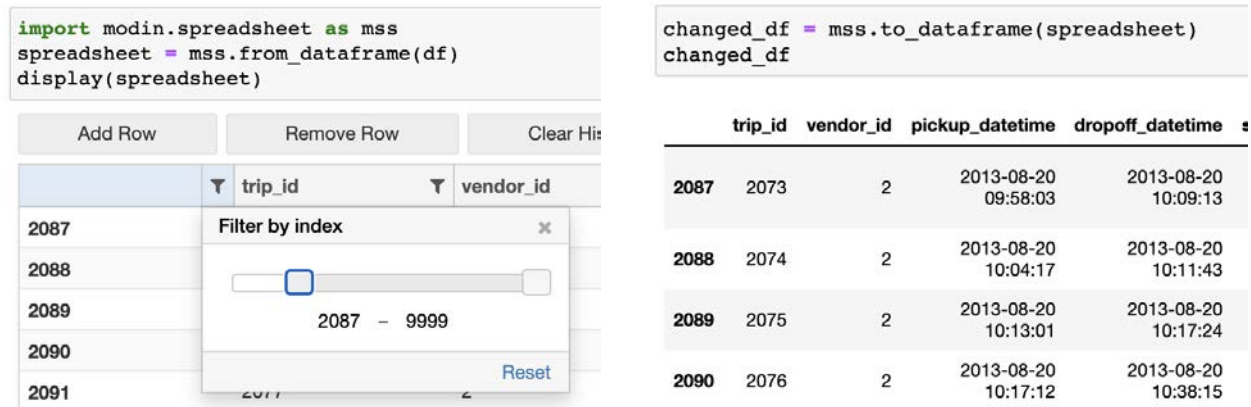 import modin.spreadsheet as mss
spreadsheet = mss.from_dataframe(df)
display(spreadsheet)
Add Row Remove Row Clear His
trip_id vendor_id
2087
2088
2089
2090
2091
Filter by index
2087 – 9999
Reset
changed_df = mss.to_dataframe(spreadsheet)
changed_df
trip_id vendor_id pickup_datetime dropoff_datetime s
2087 2073 2 2013-08-20 2013-08-20
09:58:03 10:09:13
2088 2074 2 2013-08-20 2013-08-20
10:04:17 10:11:43
2089 2075 2 2013-08-20 2013-08-20
10:13:01 10:17:24
2090 2076 2 2013-08-20 2013-08-20
10:17:12 10:38:15